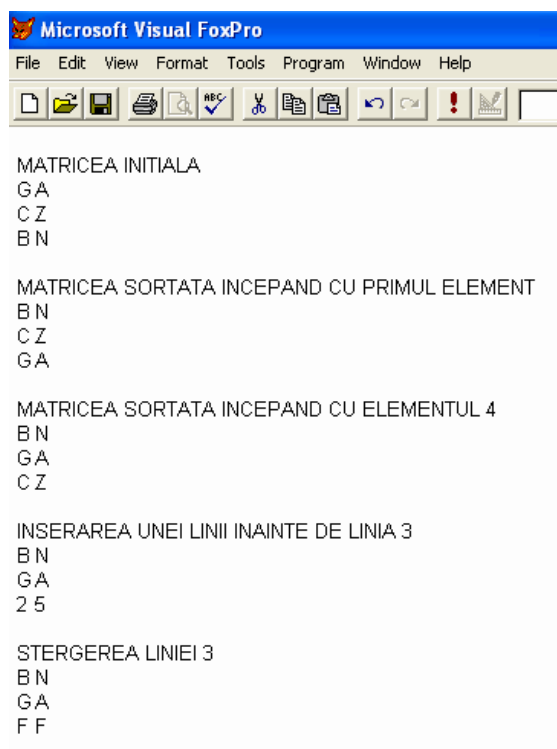 Microsoft Visual FoxPro
File Edit View Format Tools Program Window Help
ABC
MATRICEA INITIALA
G A
C Z
B N
MATRICEA SORTATA INCEPAND CU PRIMUL ELEMENT
B N
C Z
G A
MATRICEA SORTATA INCEPAND CU ELEMENTUL 4
B N
G A
C Z
INSERAREA UNEI LINII INAINTE DE LINIA 3
B N
G A
2 5
STERGEREA LINIEI 3
B N
G A
F F